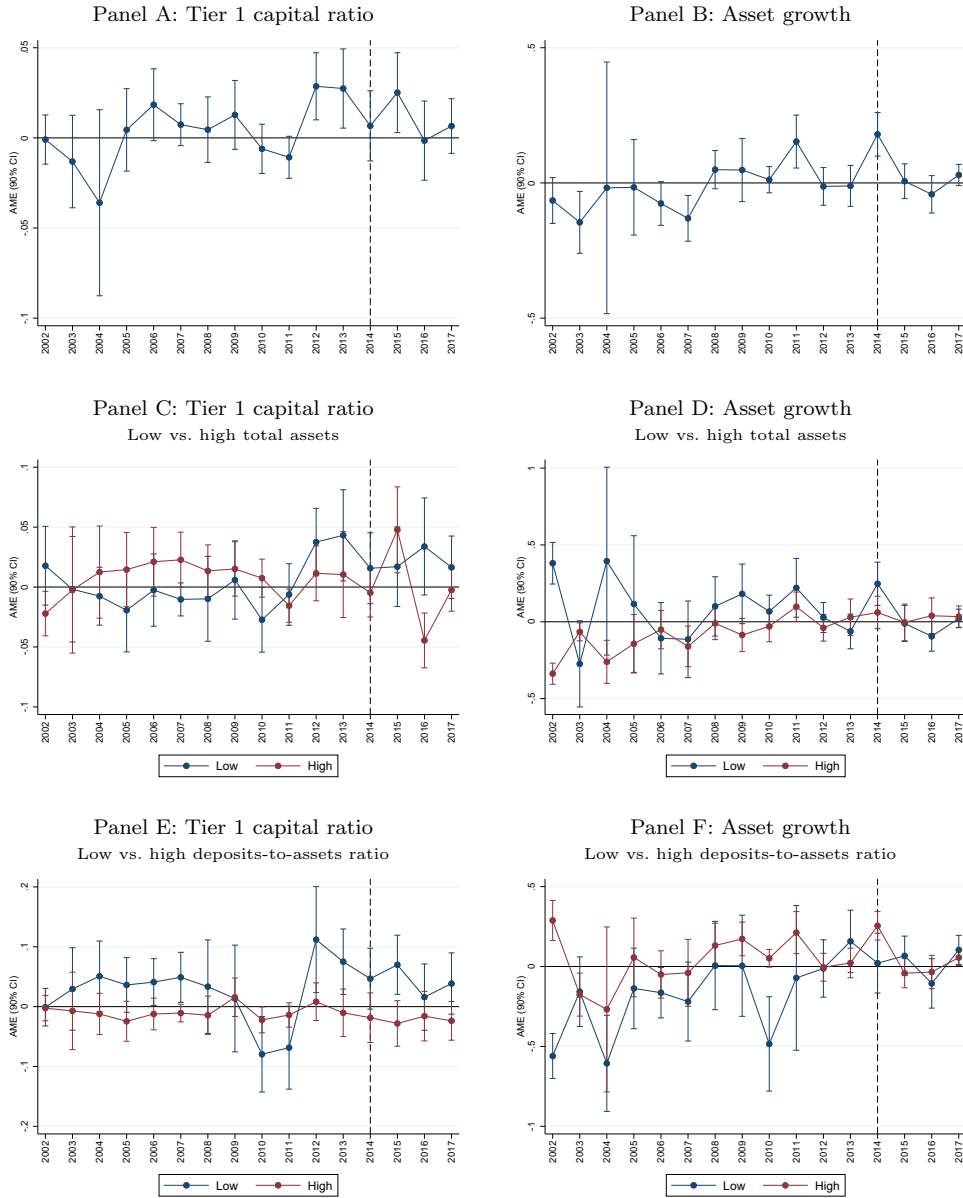 Panel A: Tier 1 capital ratio
AME (90% CI)
.05
0
-.05
-.1
2002 2003 2004 2005 2006 2007 2008 2009 2010 2011 2012 2013 2014 2015 2016 2017
Panel B: Asset growth
AME (90% CI)
.5
0
-.5
2002 2003 2004 2005 2006 2007 2008 2009 2010 2011 2012 2013 2014 2015 2016 2017
Panel C: Tier 1 capital ratio
Low vs. high total assets
AME (90% CI)
.1
.05
0
-.05
-.1
2002 2003 2004 2005 2006 2007 2008 2009 2010 2011 2012 2013 2014 2015 2016 2017
Low High
Panel D: Asset growth
Low vs. high total assets
AME (90% CI)
1
.5
0
-.5
2002 2003 2004 2005 2006 2007 2008 2009 2010 2011 2012 2013 2014 2015 2016 2017
Low High
Panel E: Tier 1 capital ratio
Low vs. high deposits-to-assets ratio
AME (90% CI)
.2
.1
0
-.1
-.2
2002 2003 2004 2005 2006 2007 2008 2009 2010 2011 2012 2013 2014 2015 2016 2017
Low High
Panel F: Asset growth
Low vs. high deposits-to-assets ratio
AME (90% CI)
.5
0
-.5
-1
2002 2003 2004 2005 2006 2007 2008 2009 2010 2011 2012 2013 2014 2015 2016 2017
Low High